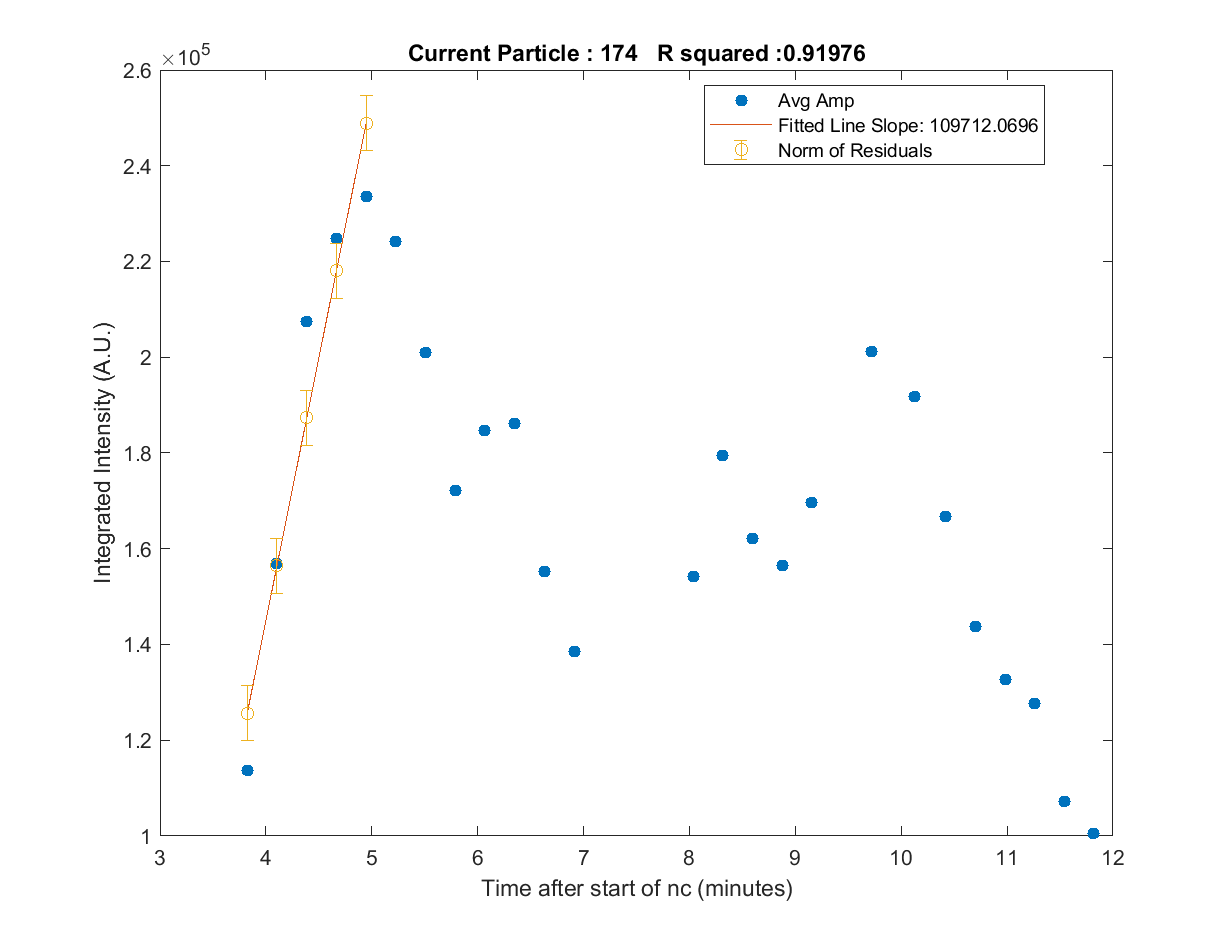 Current Particle : 174   R squared :0.91976
×10^5
2.6
2.4
2.2
2
1.8
1.6
1.4
1.2
1
Integrated Intensity (A.U.)
Avg Amp
Fitted Line Slope: 109712.0696
Norm of Residuals
3 4 5 6 7 8 9 10 11 12
Time after start of nc (minutes)